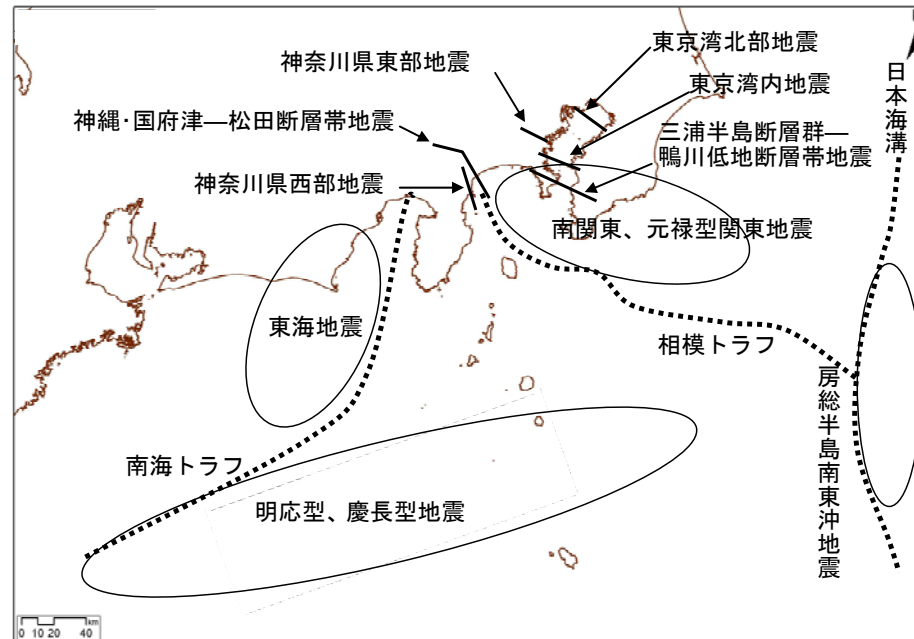 東京湾北部地震
神奈川県東部地震
東京湾内地震
日本海溝
神縄・国府津―松田断層帯地震
三浦半島断層群―
鴨川低地断層帯地震
神奈川県西部地震
南関東、元禄型関東地震
東海地震
相模トラフ
房総半島南東沖地震
南海トラフ
明応型、慶長型地震
km
0 10 20 40